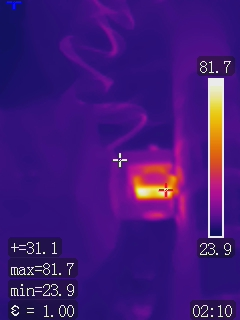 81.7
23.9
+=31.1
max=81.7
min=23.9
ε = 1.00
02:10